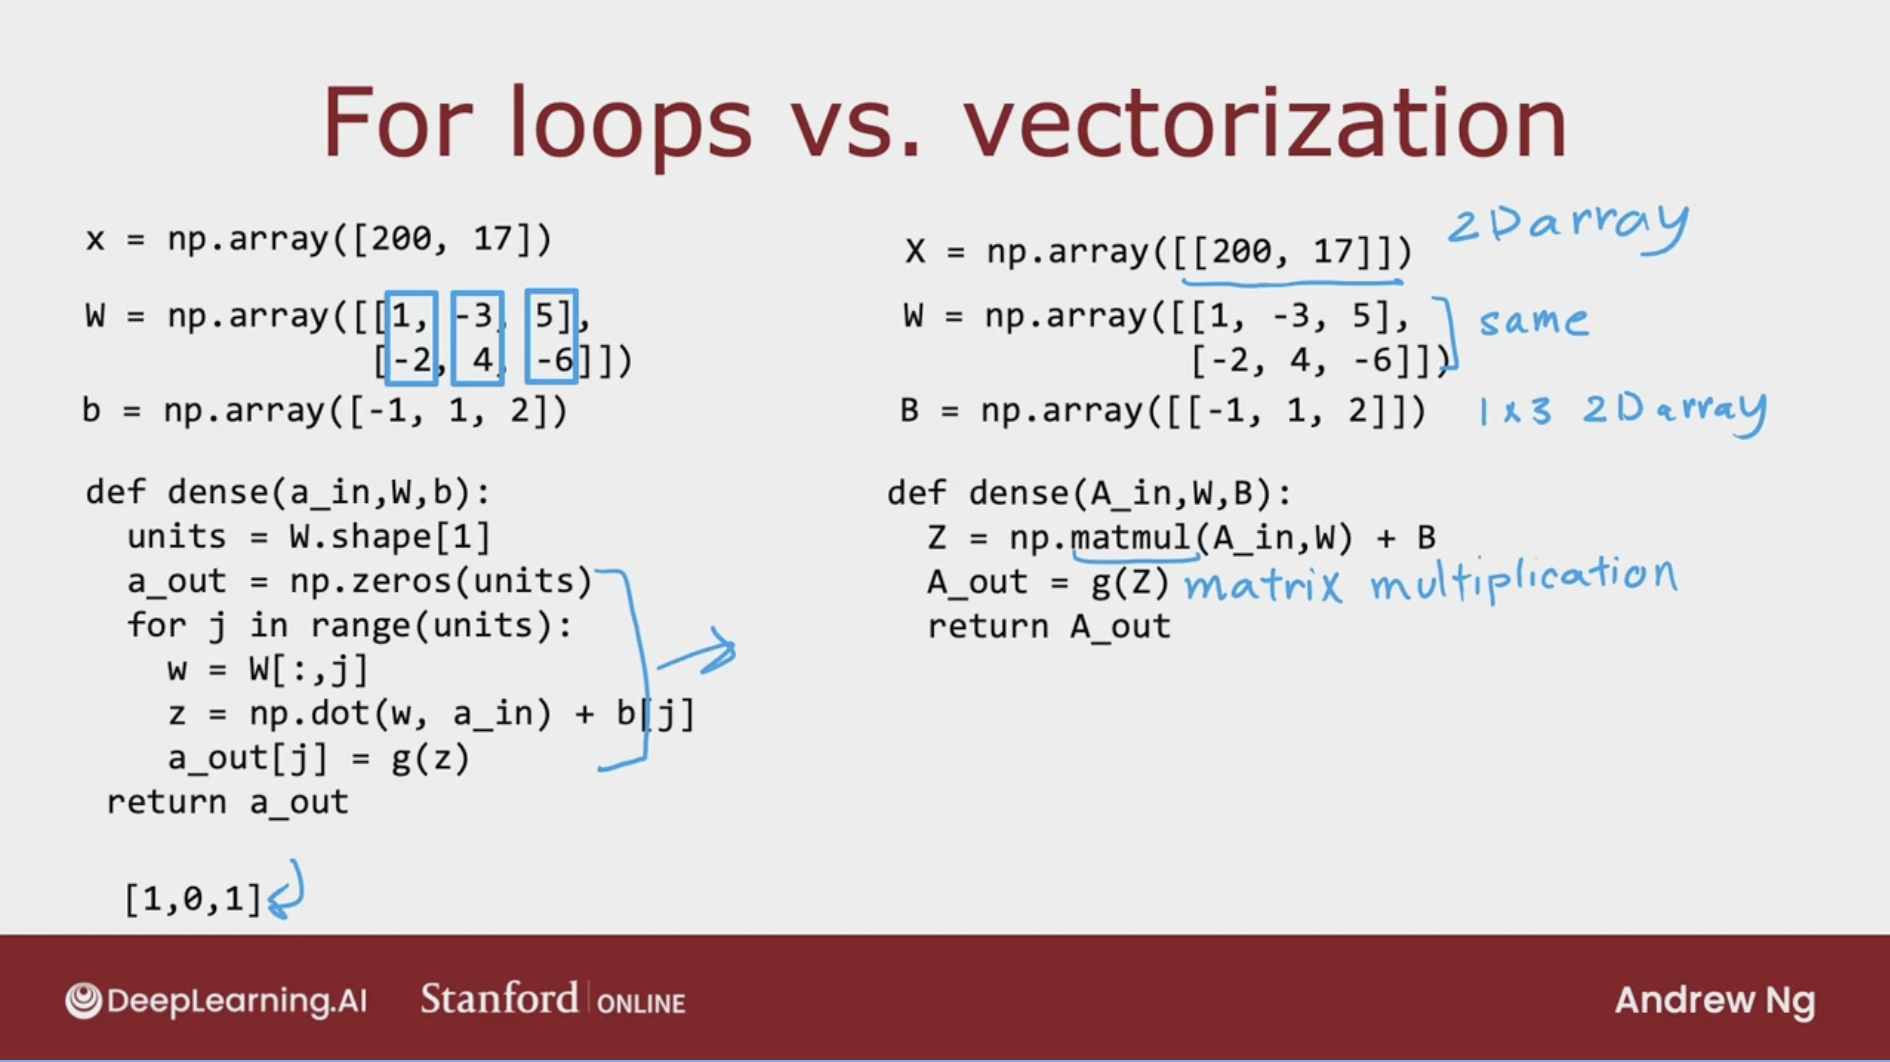 For loops vs. vectorization
x = np.array([200, 17])
W = np.array([[1, -3, 5],
[-2, 4, -6]])
b = np.array([-1, 1, 2])
def dense(a_in,W,b):
units = W.shape[1]
a_out = np.zeros(units)
for j in range(units):
w = W[:,j]
z = np.dot(w, a_in) + b[j]
a_out[j] = g(z)
return a_out
[1,0,1]
X = np.array([[200, 17]]) 2D array
W = np.array([[1, -3, 5], same
[-2, 4, -6]])
B = np.array([[-1, 1, 2]]) 1x3 2D array
def dense(A_in,W,B):
Z = np.matmul(A_in,W) + B
A_out = g(Z) matrix multiplication
return A_out
DeepLearning.AI Stanford ONLINE Andrew Ng